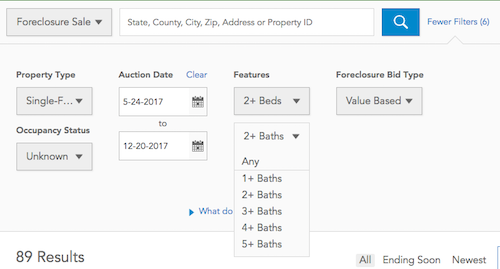 Foreclosure Sale
State, County, City, Zip, Address or Property ID
Fewer Filters (6)
Property Type
Auction Date
Clear
Features
Foreclosure Bid Type
Single-F...
5-24-2017
2+ Beds
Value Based
Occupancy Status
to
Unknown
12-20-2017
2+ Baths
Any
1+ Baths
2+ Baths
3+ Baths
4+ Baths
5+ Baths
What do
89 Results
All
Ending Soon
Newest